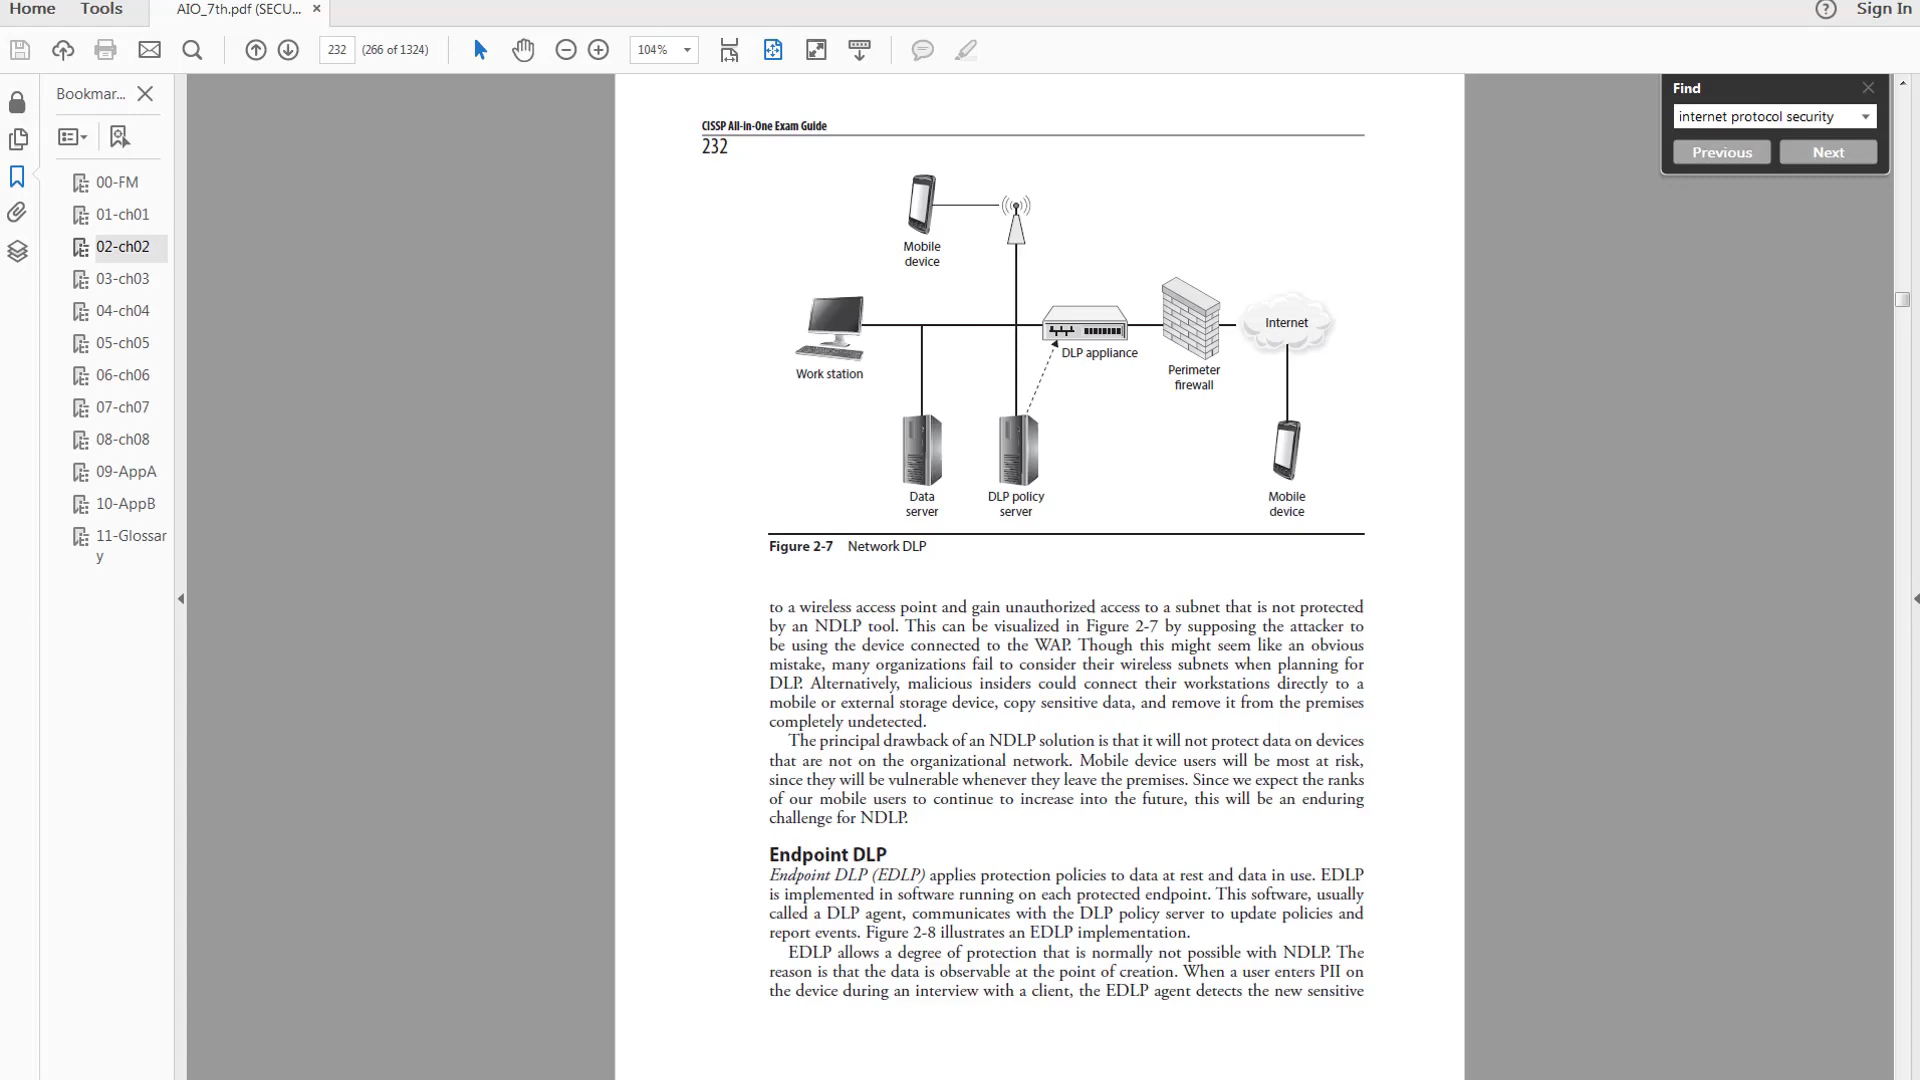 Home
Tools
AIO_7th.pdf (SECU...
Sign In
232
(266 of 1324)
104%
Bookmar...
00-FM
01-ch01
02-ch02
03-ch03
04-ch04
05-ch05
06-ch06
07-ch07
08-ch08
09-AppA
10-AppB
11-Glossar
y
Find
internet protocol security
Previous
Next
CISSP All-in-One Exam Guide
232
Mobile
device
Work station
DLP appliance
Perimeter
firewall
Internet
Data
server
DLP policy
server
Mobile
device
Figure 2-7 Network DLP
to a wireless access point and gain unauthorized access to a subnet that is not protected
by an NDLP tool. This can be visualized in Figure 2-7 by supposing the attacker to
be using the device connected to the WAP. Though this might seem like an obvious
mistake, many organizations fail to consider their wireless subnets when planning for
DLP. Alternatively, malicious insiders could connect their workstations directly to a
mobile or external storage device, copy sensitive data, and remove it from the premises
completely undetected.
The principal drawback of an NDLP solution is that it will not protect data on devices
that are not on the organizational network. Mobile device users will be most at risk,
since they will be vulnerable whenever they leave the premises. Since we expect the ranks
of our mobile users to continue to increase into the future, this will be an enduring
challenge for NDLP.
Endpoint DLP
Endpoint DLP (EDLP) applies protection policies to data at rest and data in use. EDLP
is implemented in software running on each protected endpoint. This software, usually
called a DLP agent, communicates with the DLP policy server to update policies and
report events. Figure 2-8 illustrates an EDLP implementation.
EDLP allows a degree of protection that is normally not possible with NDLP. The
reason is that the data is observable at the point of creation. When a user enters PII on
the device during an interview with a client, the EDLP agent detects the new sensitive